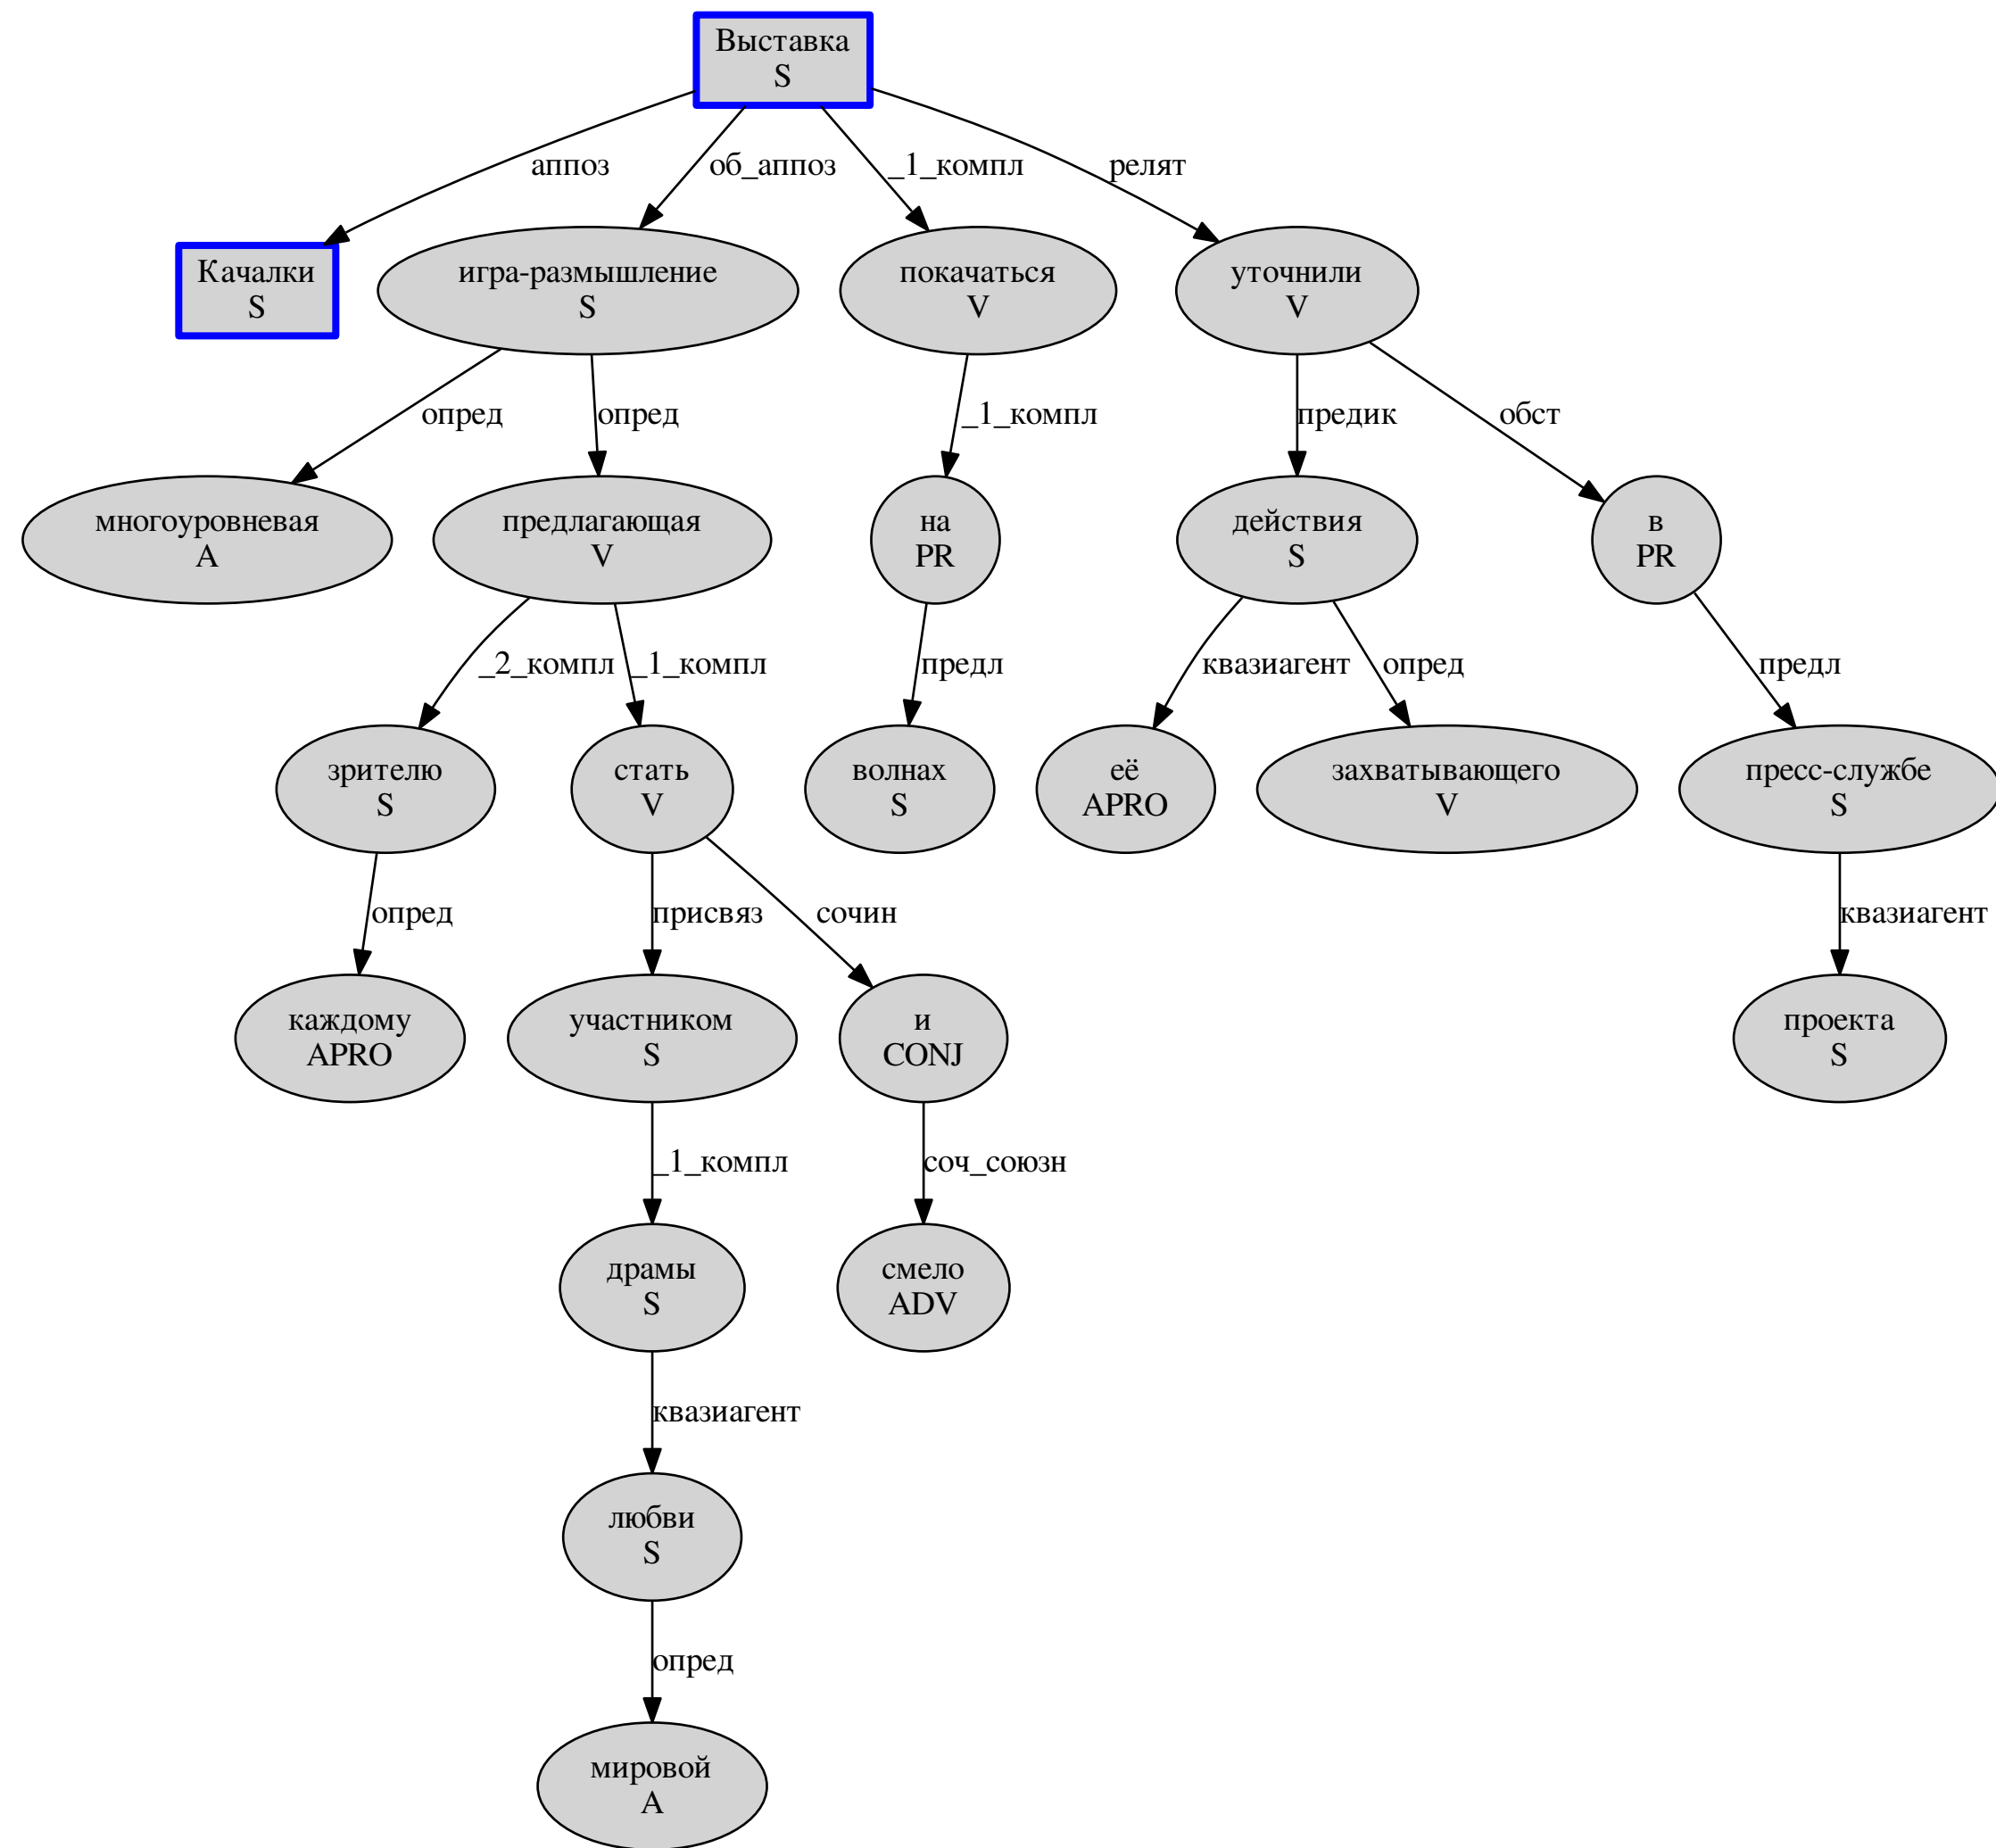 Выставка
S
аппоз
об_аппоз
_1_компл
релят
Качалки
S
игра-размышление
S
покачаться
V
уточнили
V
опред
опред
_1_компл
предик
обст
многоуровневая
A
предлагающая
V
на
PR
действия
S
в
PR
_2_компл
_1_компл
предл
квазиагент
опред
предл
зрителю
S
стать
V
волнах
S
её
APRO
захватывающего
V
пресс-службе
S
опред
присвяз
сочин
квазиагент
каждому
APRO
участником
S
и
CONJ
проекта
S
_1_компл
соч_союзн
драмы
S
смело
ADV
квазиагент
любви
S
опред
мировой
A